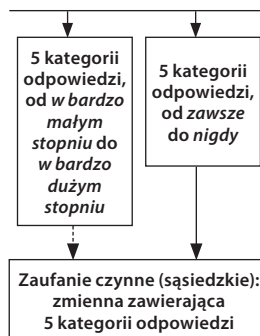 5 kategorii
odpowiedzi,
od w bardzo
małym
stopniu do
w bardzo
dużym
stopniu
5 kategorii
odpowiedzi,
od zawsze
do nigdy
Zaufanie czynne (sąsiedzkie):
zmienna zawierająca
5 kategorii odpowiedzi